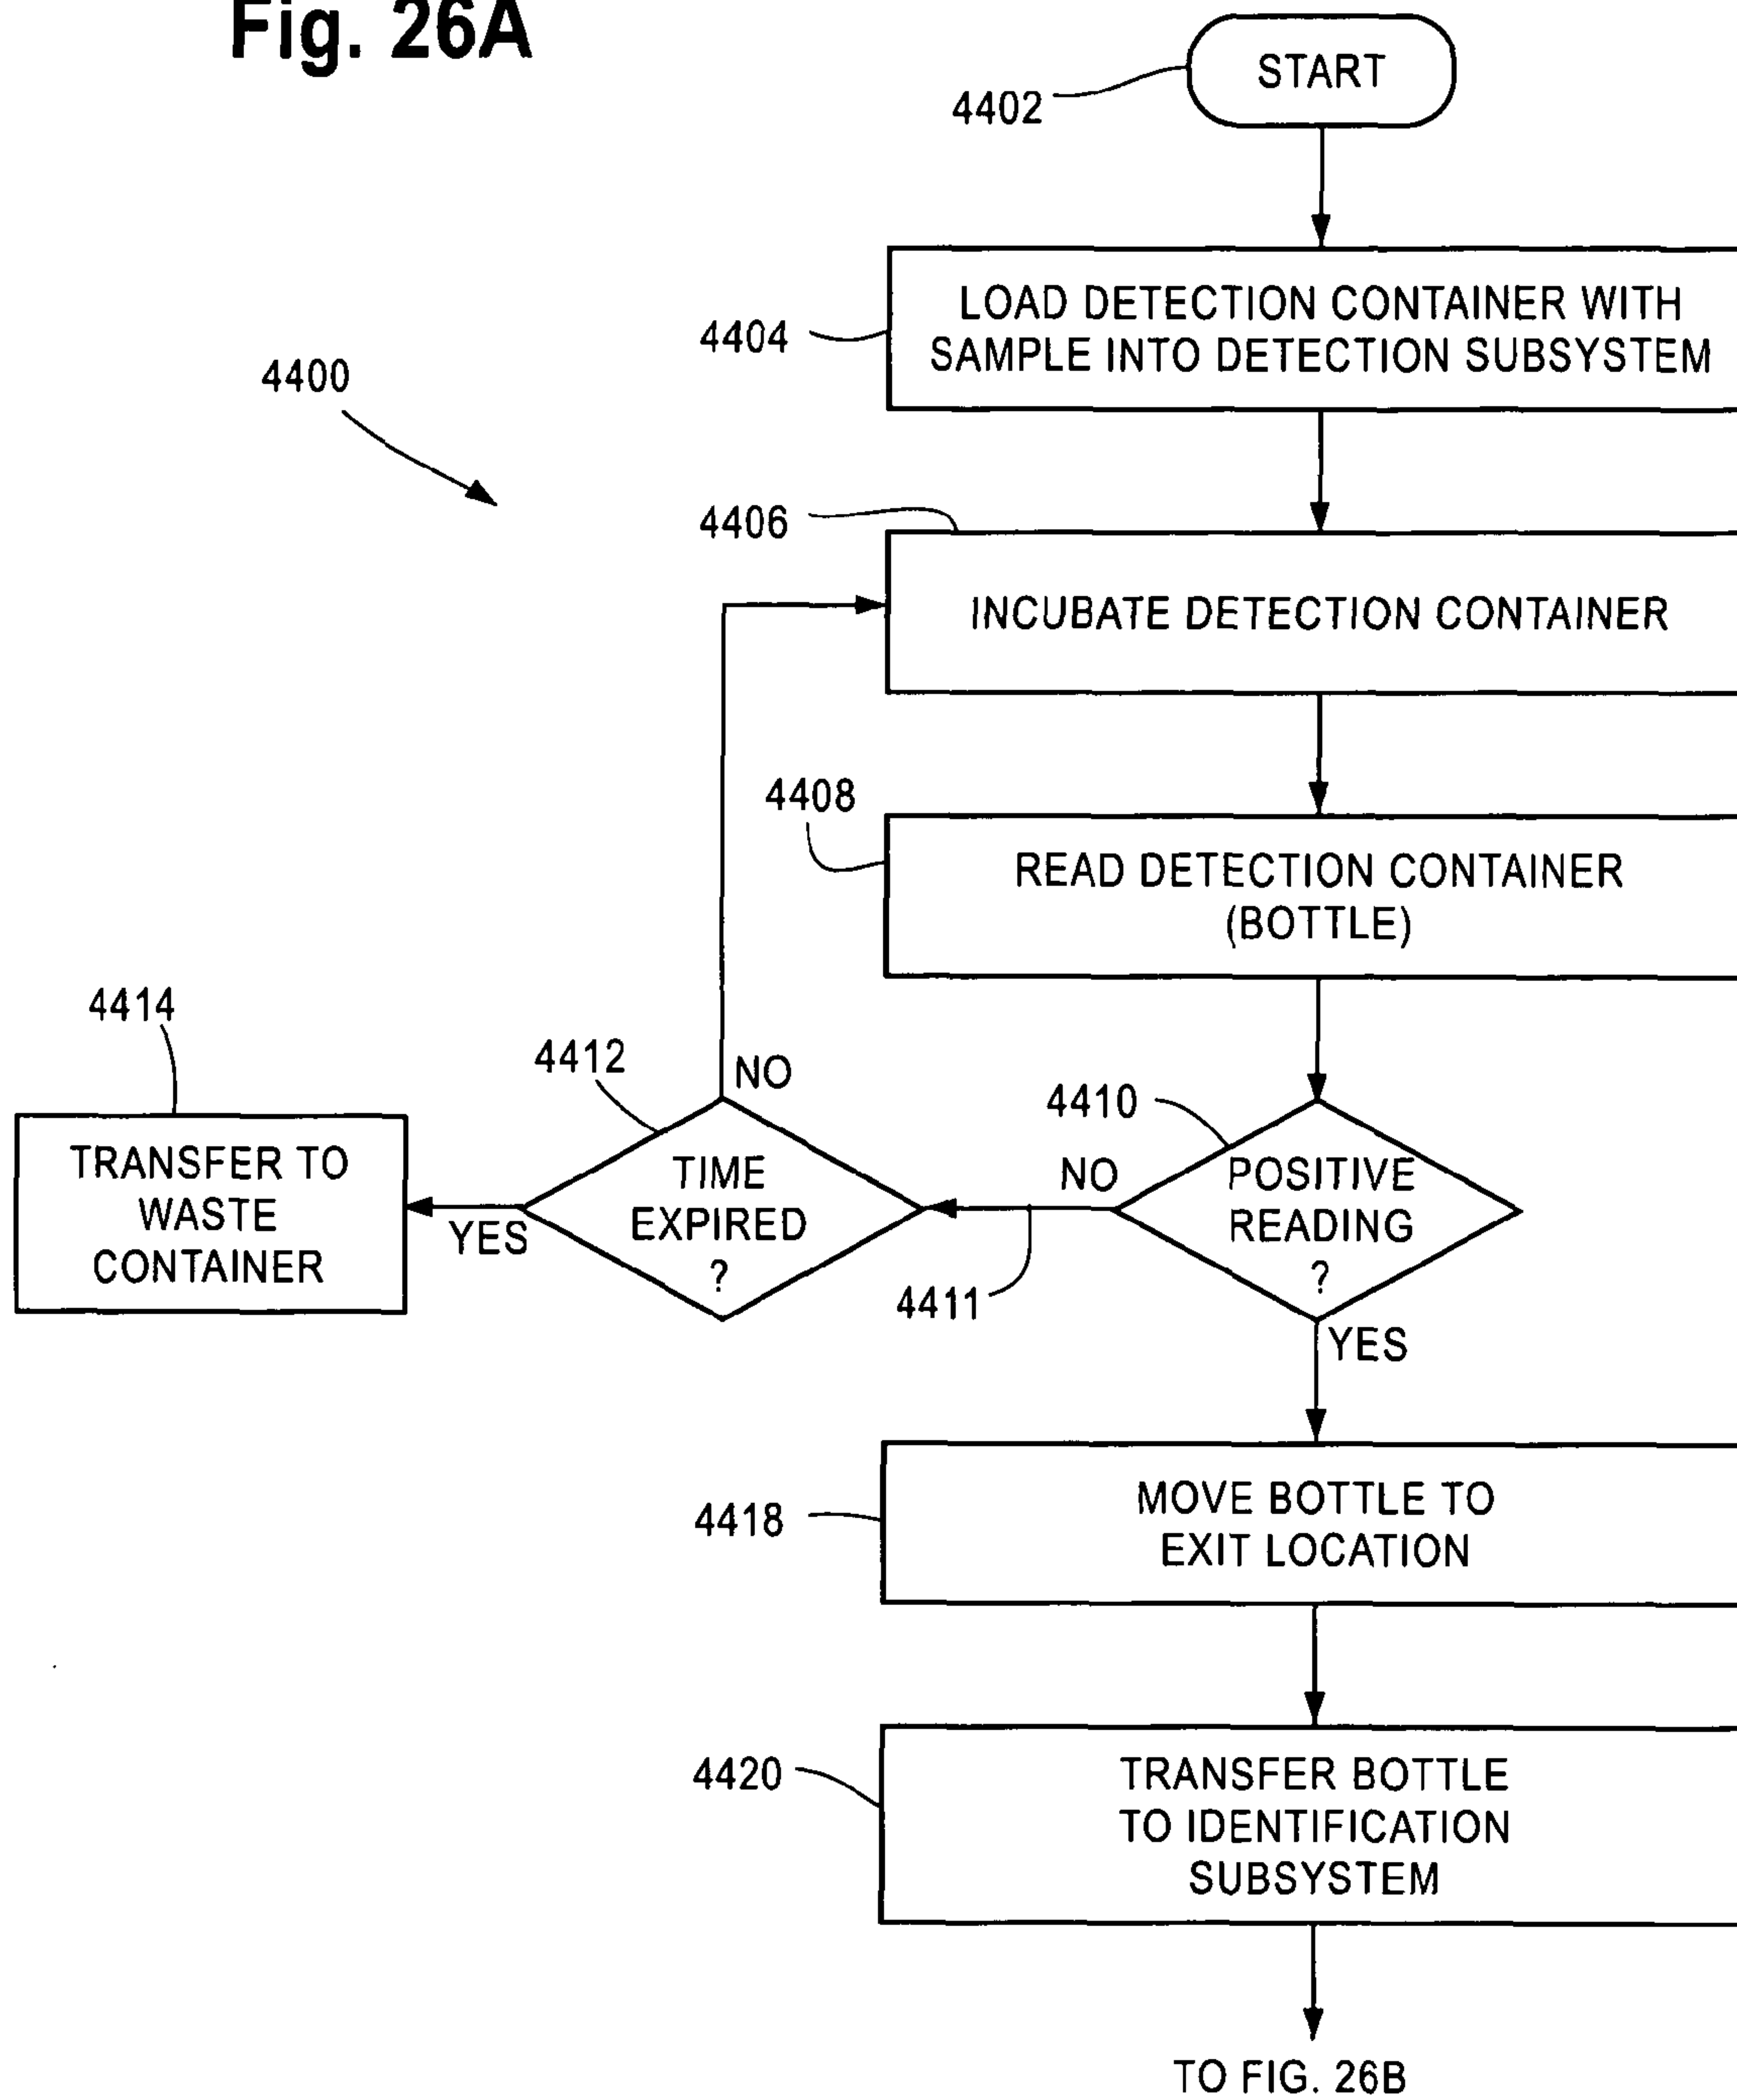 Fig. 26A
START
4402
LOAD DETECTION CONTAINER WITH
SAMPLE INTO DETECTION SUBSYSTEM
4404
4400
4406
INCUBATE DETECTION CONTAINER
4408
READ DETECTION CONTAINER
(BOTTLE)
4414
4412
NO
4410
TRANSFER TO
WASTE
CONTAINER
YES
TIME
EXPIRED
?
NO
POSITIVE
READING
?
4411
YES
4418
MOVE BOTTLE TO
EXIT LOCATION
4420
TRANSFER BOTTLE
TO IDENTIFICATION
SUBSYSTEM
TO FIG. 26B